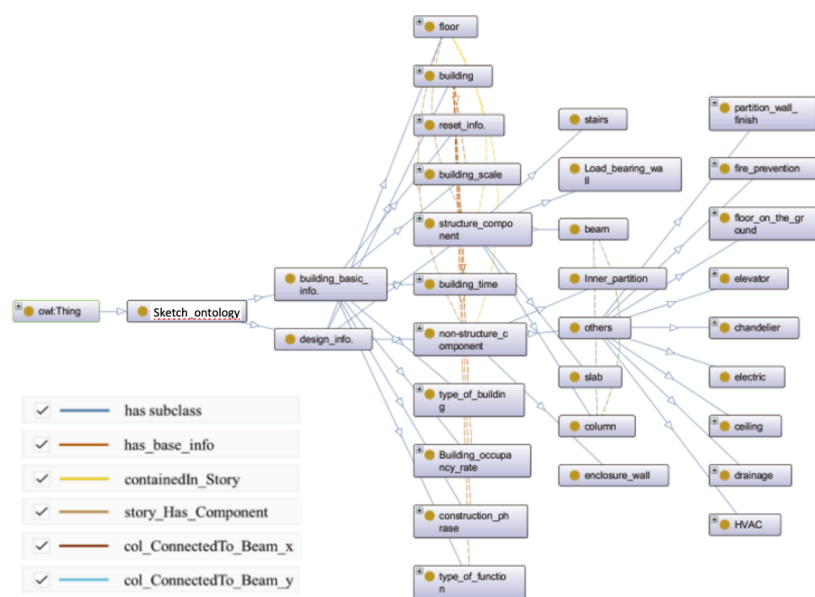 floor
building
reset_info.
building_scale
structure_compo
nent
building_time
non-structure_c
omponent
type_of_buildin
g
Building_occupa
ncy_rate
construction_ph
rase
type_of_functio
n
stairs
Load_bearing_wa
ll
beam
Inner_partition
others
slab
column
enclosure_wall
partition_wall_
finish
fire_prevention
floor_on_the_gr
ound
elevator
chandelier
electric
ceiling
drainage
HVAC
building_basic_
info.
design_info.
owl:Thing
Sketch_ontology
has subclass
has_base_info
containedIn_Story
story_Has_Component
col_ConnectedTo_Beam_x
col_ConnectedTo_Beam_y